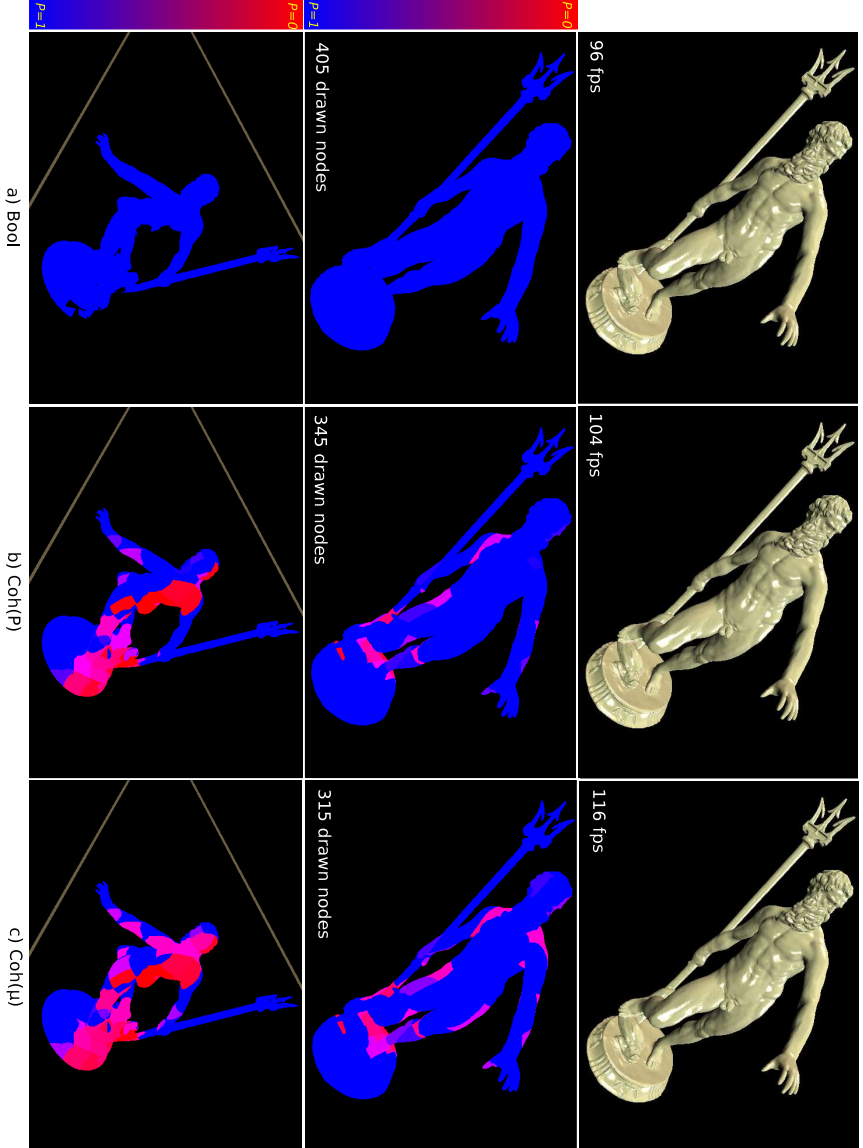 96 fps
104 fps
116 fps
P=0
405 drawn nodes
345 drawn nodes
315 drawn nodes
P=1
P=0
P=1
a) Bool
b) Coh(P)
c) Coh(μ)